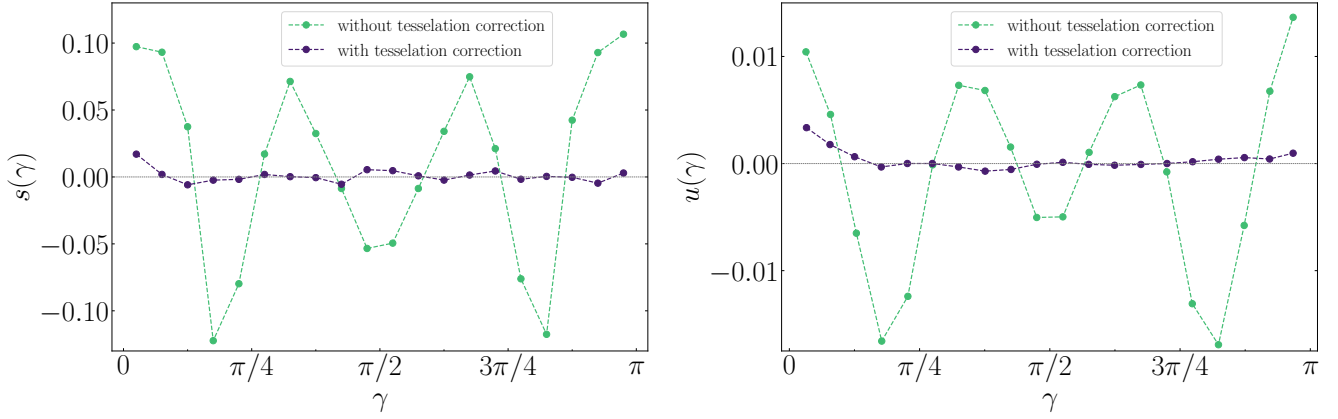 without tesselation correction
with tesselation correction
0.10
0.05
0.00
−0.05
−0.10
s(γ)
0
π/4
π/2
3π/4
π
γ
without tesselation correction
with tesselation correction
0.01
0.00
−0.01
u(γ)
0
π/4
π/2
3π/4
π
γ